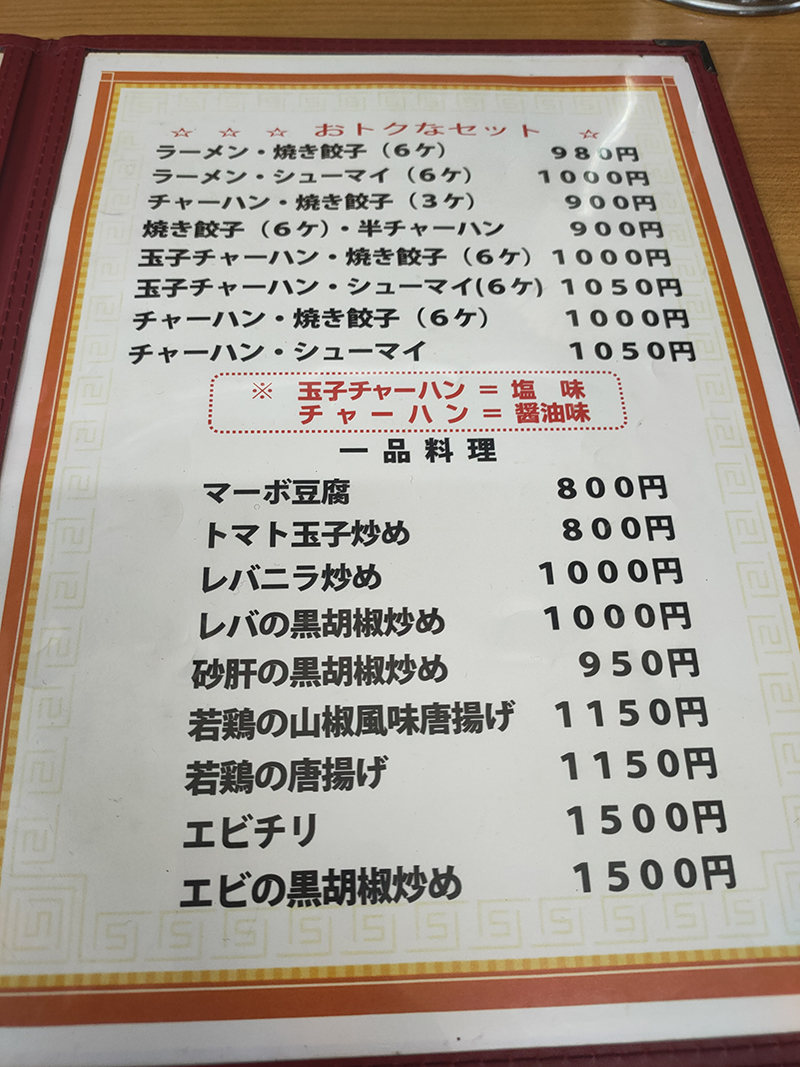 ☆ ☆ ☆ おトクなセット ☆
ラーメン・焼き餃子（６ケ） ９８０円
ラーメン・シューマイ（６ケ） １０００円
チャーハン・焼き餃子（３ケ） ９００円
焼き餃子（６ケ）・半チャーハン ９００円
玉子チャーハン・焼き餃子（６ケ） １０００円
玉子チャーハン・シューマイ(６ケ) １０５０円
チャーハン・焼き餃子（６ケ） １０００円
チャーハン・シューマイ １０５０円
※ 玉子チャーハン ＝ 塩 味
チャーハン ＝ 醤油味
一品料理
マーボ豆腐 ８００円
トマト玉子炒め ８００円
レバニラ炒め １０００円
レバの黒胡椒炒め １０００円
砂肝の黒胡椒炒め ９５０円
若鶏の山椒風味唐揚げ １１５０円
若鶏の唐揚げ １１５０円
エビチリ １５００円
エビの黒胡椒炒め １５００円